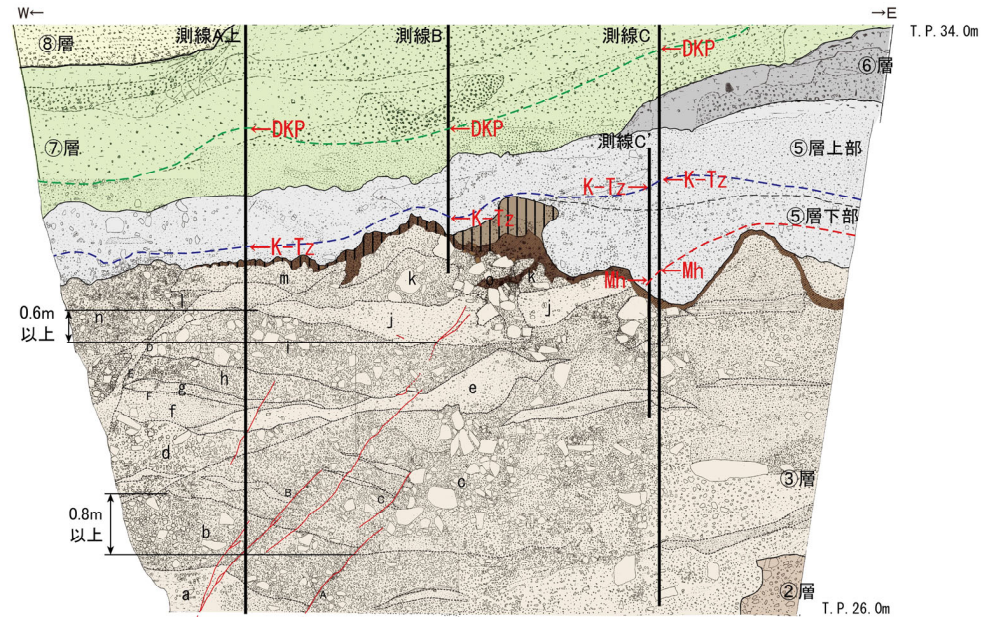 W←
→E
T.P.34.0m
⑧層
測線A上
測線B
測線C
←DKP
⑥層
←DKP
←DKP
⑦層
測線C'
⑤層上部
K-Tz→
←K-Tz
←K-Tz
⑤層下部
←K-Tz
Mh→
←Mh
m
k
o
k
l
n
j
j
0.6m
以上
i
D
E
h
g
F
f
e
d
c
③層
B
C
0.8m
以上
b
a
A
②層
T.P.26.0m